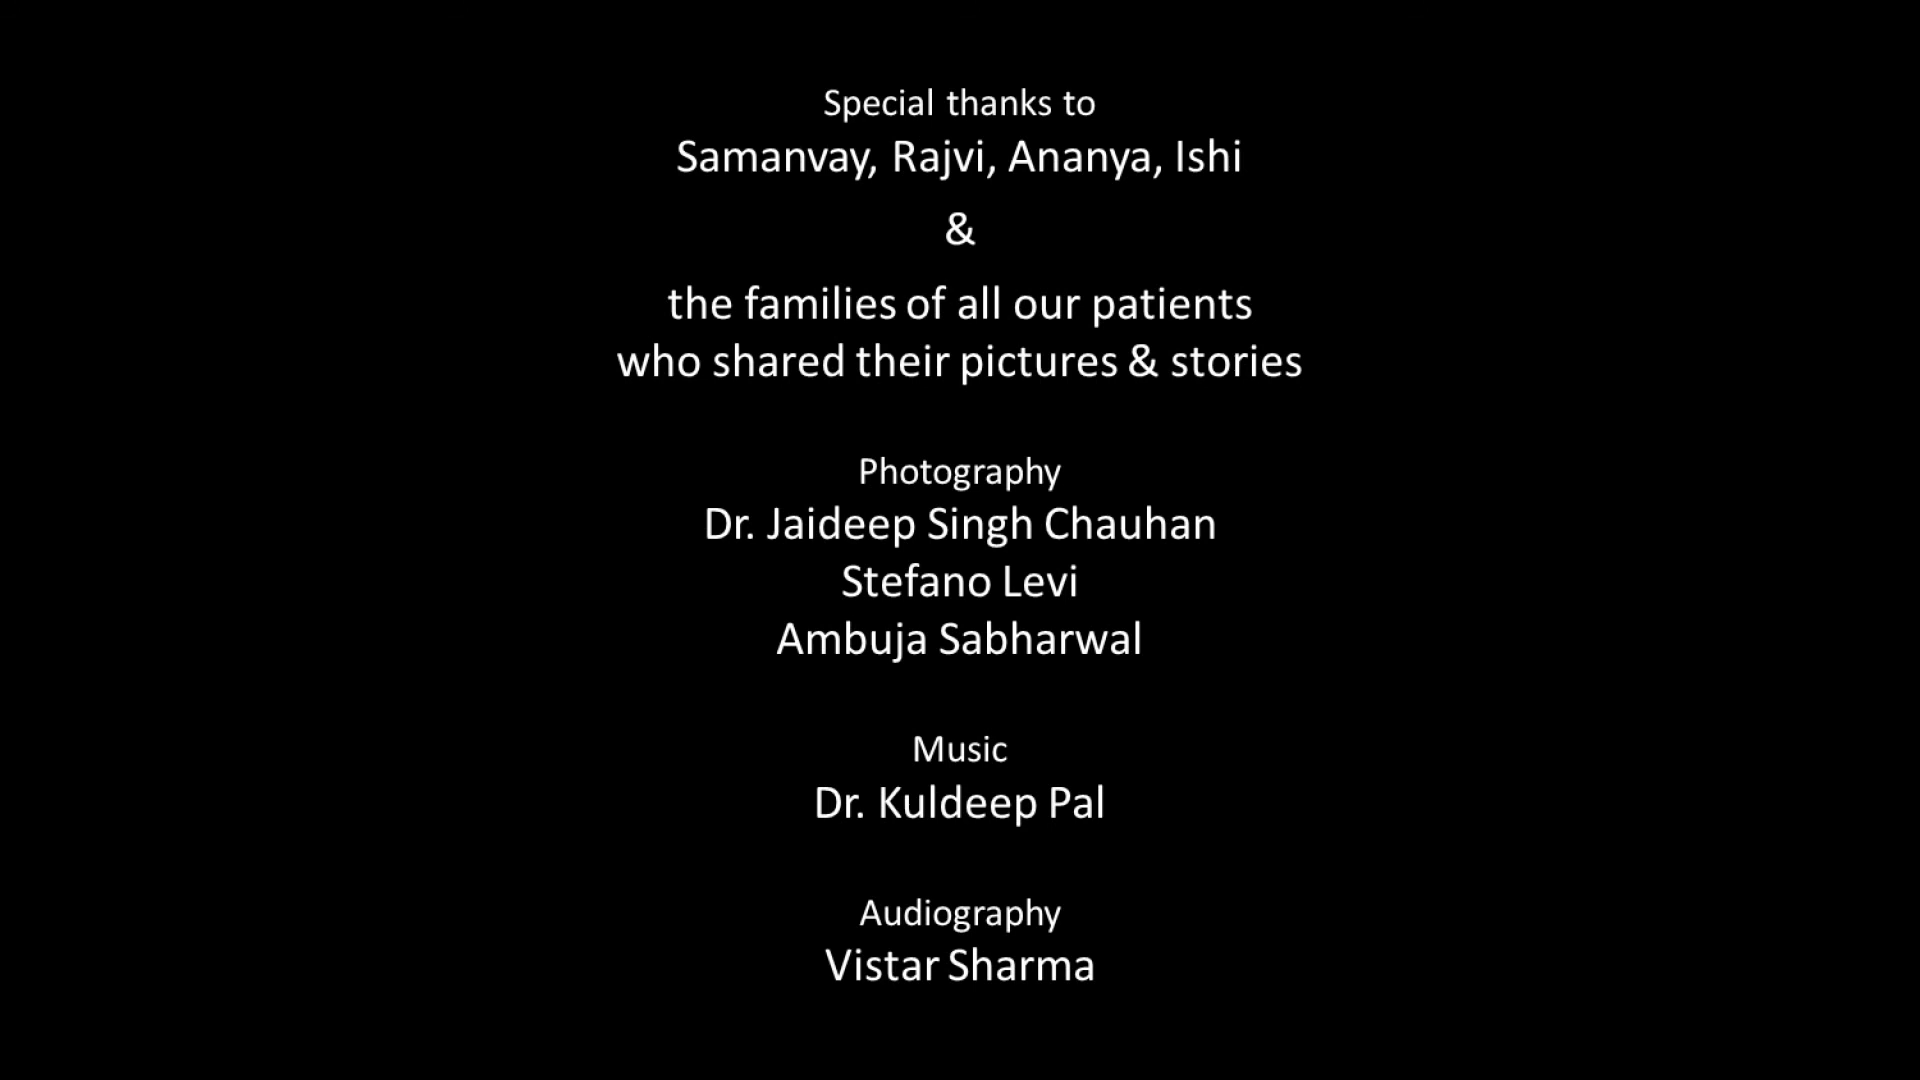 Special thanks to
Samanvay, Rajvi, Ananya, Ishi
&
the families of all our patients
who shared their pictures & stories
Photography
Dr. Jaideep Singh Chauhan
Stefano Levi
Ambuja Sabharwal
Music
Dr. Kuldeep Pal
Audiography
Vistar Sharma